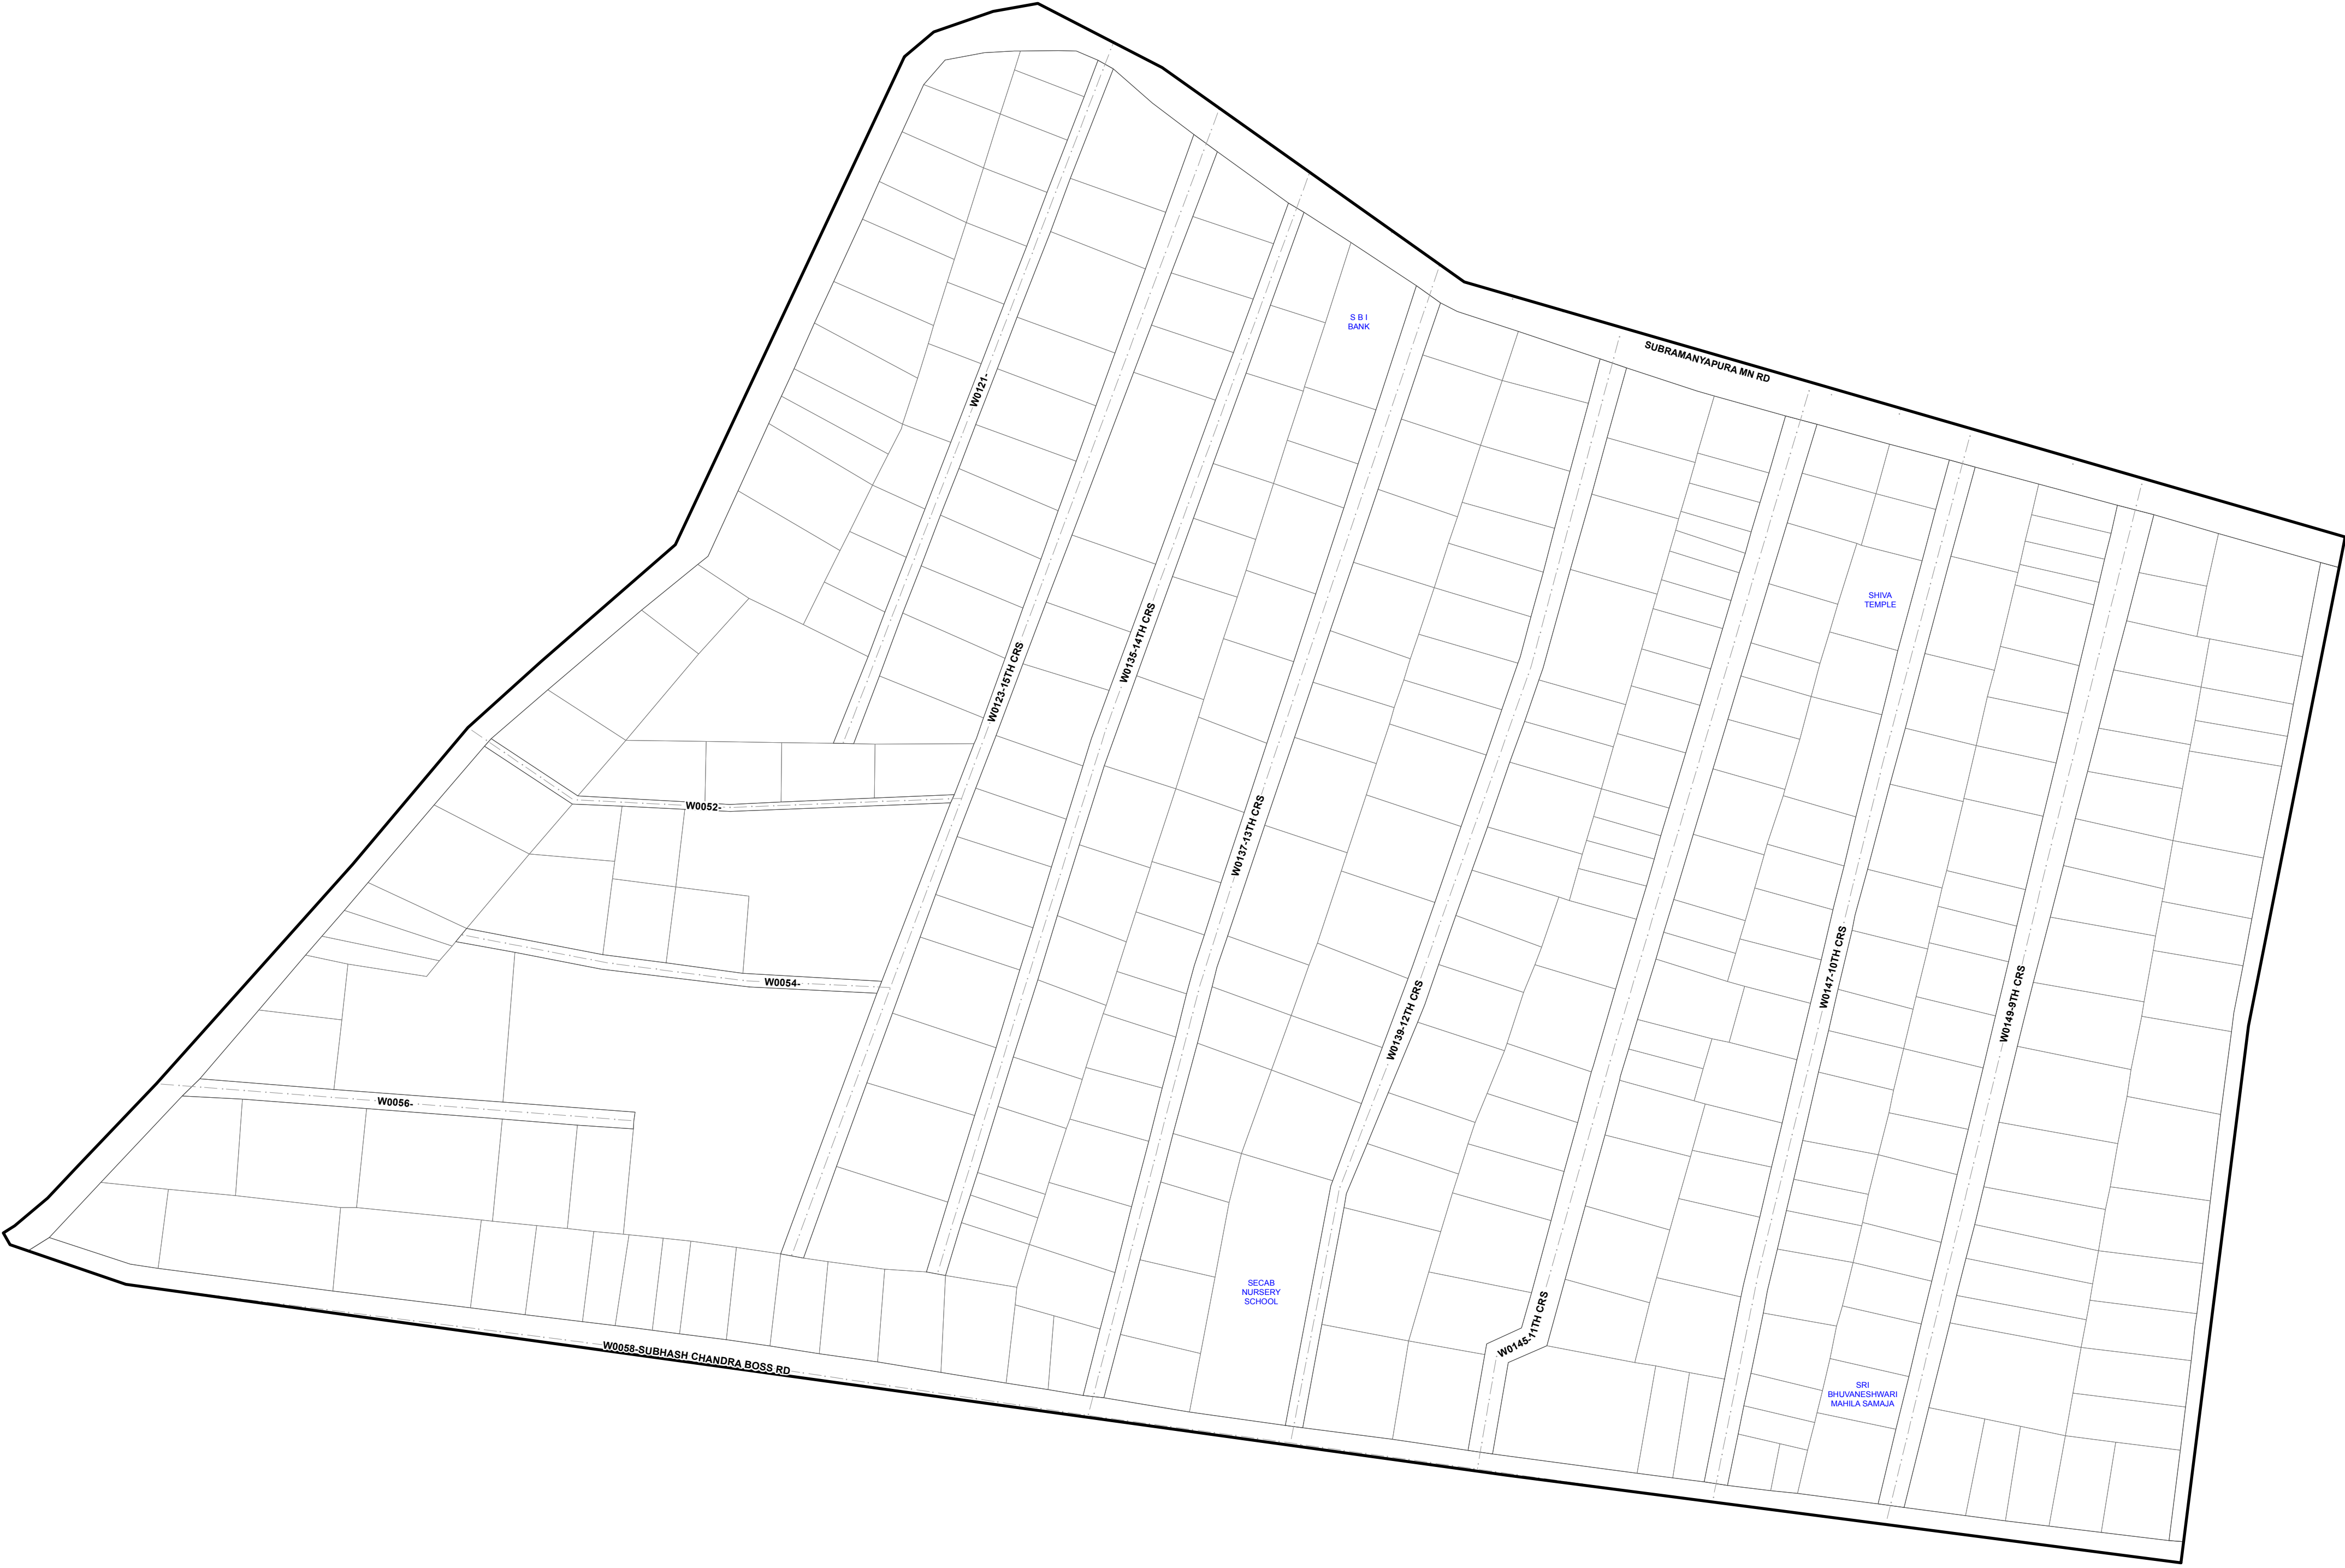 S B I
BANK
SUBRAMANYAPURA MN RD
W0121-
SHIVA
TEMPLE
W0123-15TH CRS
W0135-14TH CRS
W0052-
W0137-13TH CRS
W0147-10TH CRS
W0054-
W0149-9TH CRS
W0139-12TH CRS
W0056-
SECAB
NURSERY
SCHOOL
W0145-11TH CRS
W0058-SUBHASH CHANDRA BOSS RD
SRI
BHUVANESHWARI
MAHILA SAMAJA